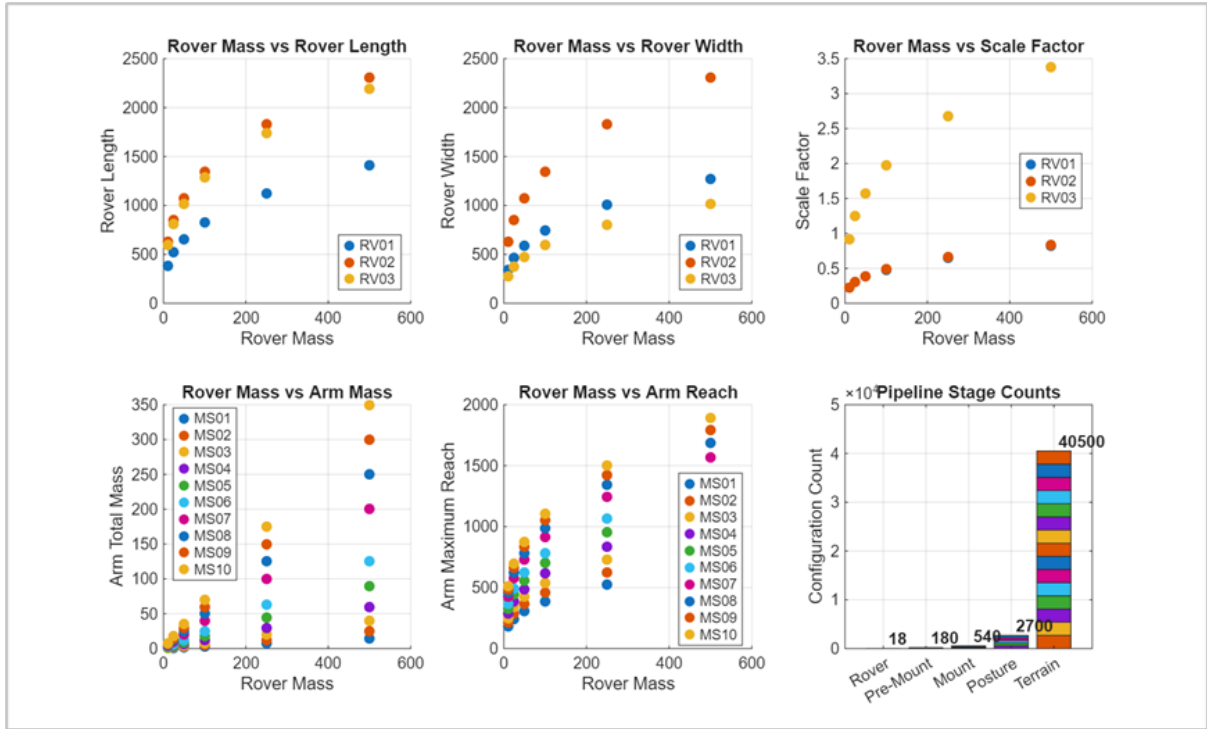 Rover Mass vs Rover Length
2500
2000
1500
1000
500
0
Rover Length
RV01
RV02
RV03
0 200 400 600
Rover Mass
Rover Mass vs Rover Width
2500
2000
1500
1000
500
0
Rover Width
RV01
RV02
RV03
0 200 400 600
Rover Mass
Rover Mass vs Scale Factor
3.5
3
2.5
2
1.5
1
0.5
0
Scale Factor
RV01
RV02
RV03
0 200 400 600
Rover Mass
Rover Mass vs Arm Mass
350
300
250
200
150
100
50
0
Arm Total Mass
MS01
MS02
MS03
MS04
MS05
MS06
MS07
MS08
MS09
MS10
0 200 400 600
Rover Mass
Rover Mass vs Arm Reach
2000
1500
1000
500
0
Arm Maximum Reach
MS01
MS02
MS03
MS04
MS05
MS06
MS07
MS08
MS09
MS10
0 200 400 600
Rover Mass
×10
Pipeline Stage Counts
5
4
3
2
1
0
Configuration Count
18
180
540
2700
40500
Rover
Pre-Mount
Mount
Posture
Terrain